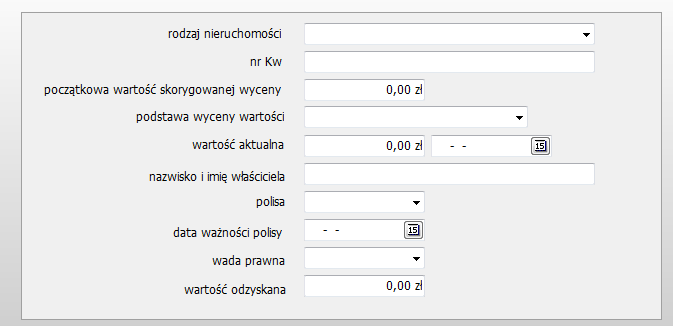 rodzaj nieruchomości
nr Kw
początkowa wartość skorygowanej wyceny 0,00 zł
podstawa wyceny wartości
wartość aktualna 0,00 zł - - 15
nazwisko i imię właściciela
polisa
data ważności polisy - - 15
wada prawna
wartość odzyskana 0,00 zł